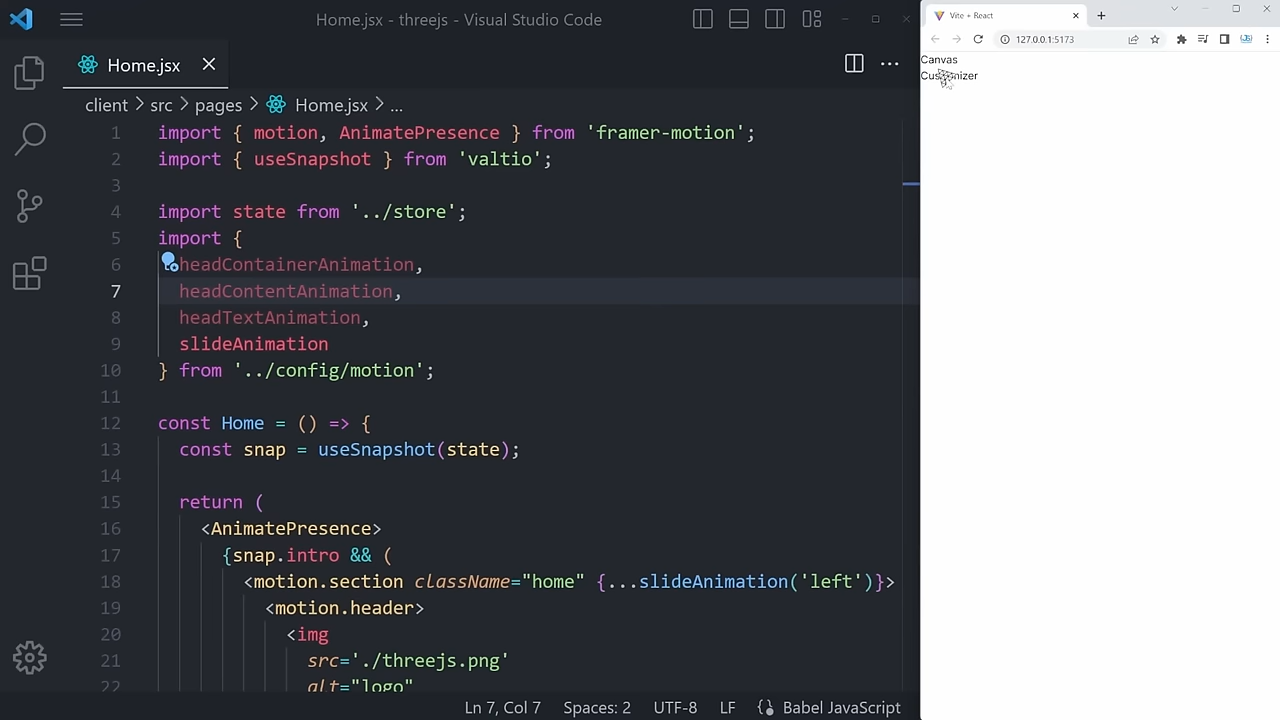 Home.jsx - threejs - Visual Studio Code
Home.jsx
client > src > pages > Home.jsx > ...
1 import { motion, AnimatePresence } from 'framer-motion';
2 import { useSnapshot } from 'valtio';
3
4 import state from '../store';
5 import {
6 headContainerAnimation,
7 headContentAnimation,
8 headTextAnimation,
9 slideAnimation
10 } from '../config/motion';
11
12 const Home = () => {
13 const snap = useSnapshot(state);
14
15 return (
16 <AnimatePresence>
17 {snap.intro && (
18 <motion.section className="home" {...slideAnimation('left')}>
19 <motion.header>
20 <img
21 src='./threejs.png'
22 alt="logo"
Ln 7, Col 7 Spaces: 2 UTF-8 LF {} Babel JavaScript
Vite + React
127.0.0.1:5173
Canvas
Customizer